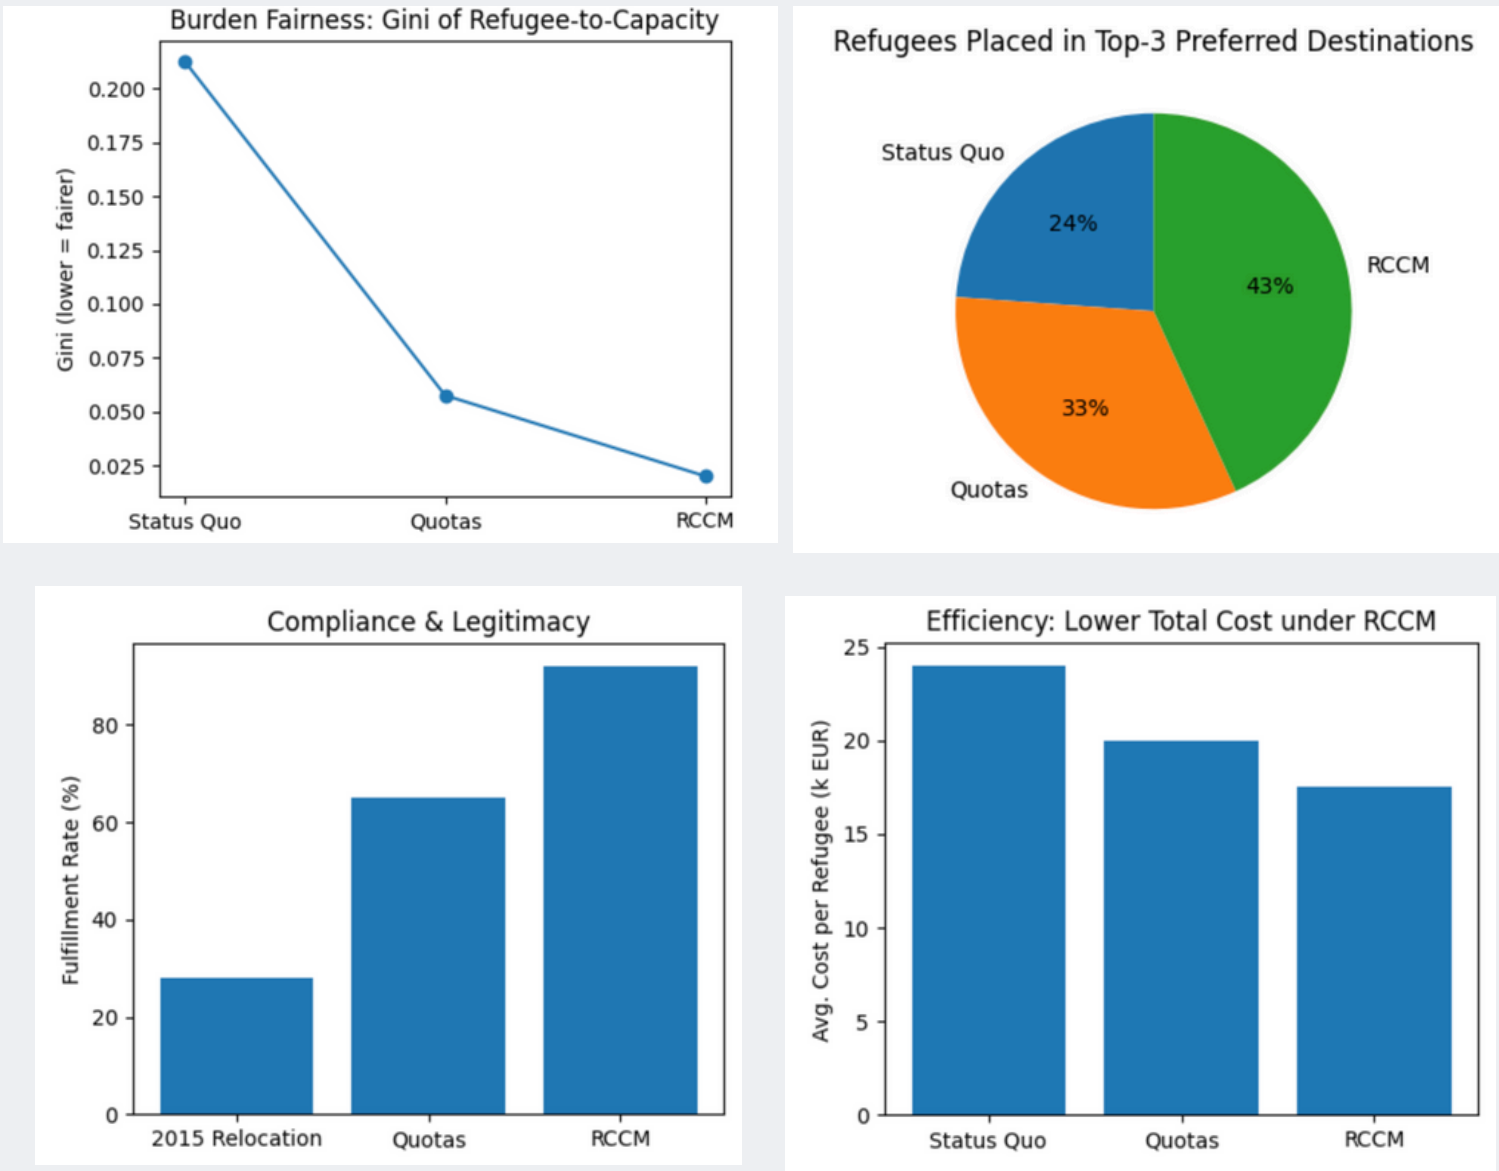 Burden Fairness: Gini of Refugee-to-Capacity
Gini (lower = fairer)
0.200
0.175
0.150
0.125
0.100
0.075
0.050
0.025
Status Quo
Quotas
RCCM
Refugees Placed in Top-3 Preferred Destinations
Status Quo
24%
RCCM
43%
33%
Quotas
Compliance & Legitimacy
Fulfillment Rate (%)
80
60
40
20
0
2015 Relocation
Quotas
RCCM
Efficiency: Lower Total Cost under RCCM
Avg. Cost per Refugee (k EUR)
25
20
15
10
5
0
Status Quo
Quotas
RCCM